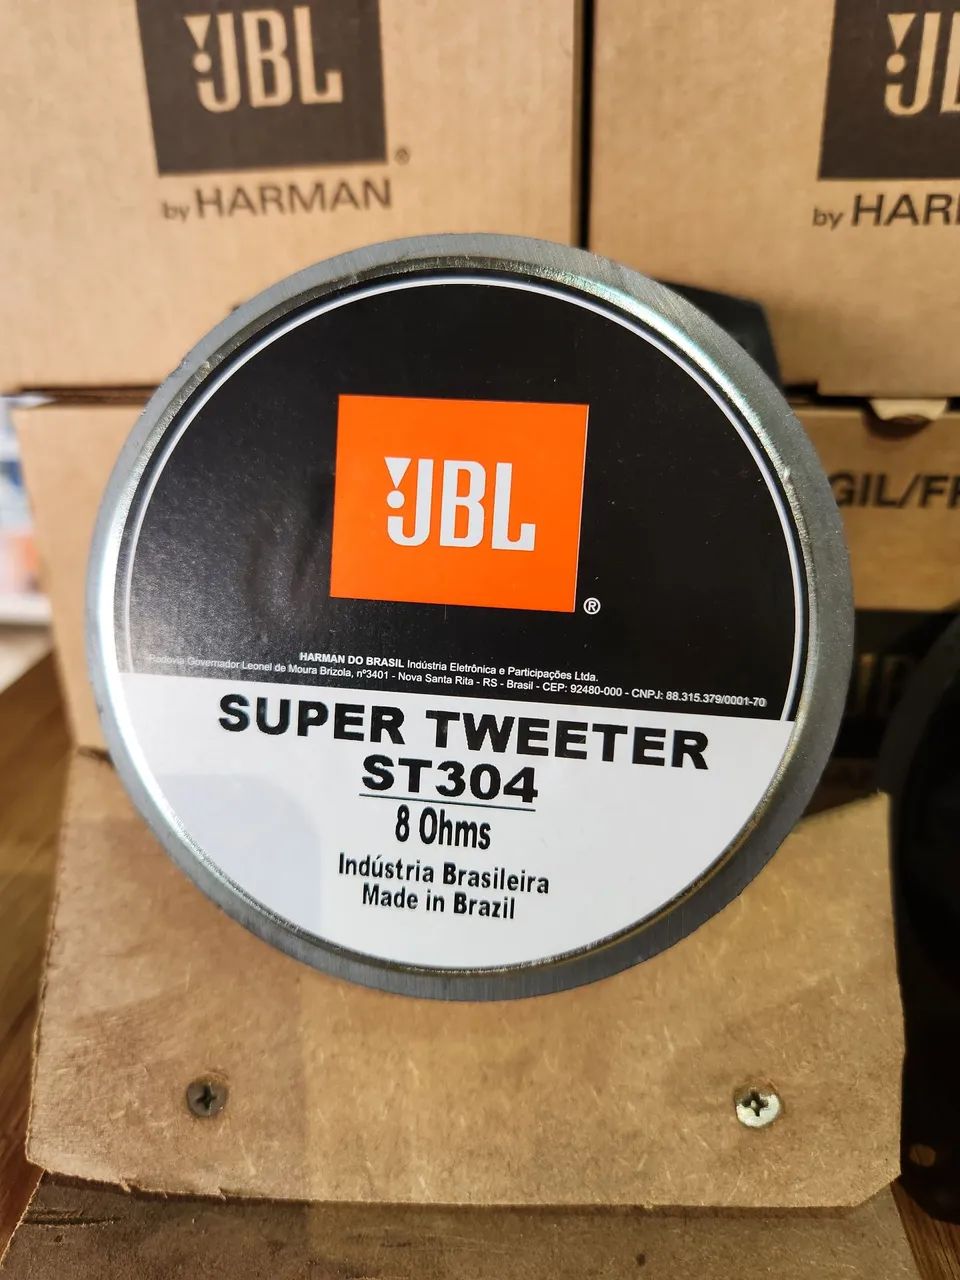 JBL
®
by HARMAN
by
JBL
®
HARMAN DO BRASIL Indústria Eletrônica e Participações Ltda.
Rodovia Governador Leonel de Moura Brizola, nº3401 - Nova Santa Rita - RS - Brasil - CEP: 92480-000 - CNPJ: 88.315.379/0001-70
SUPER TWEETER
ST304
8 Ohms
Indústria Brasileira
Made in Brazil